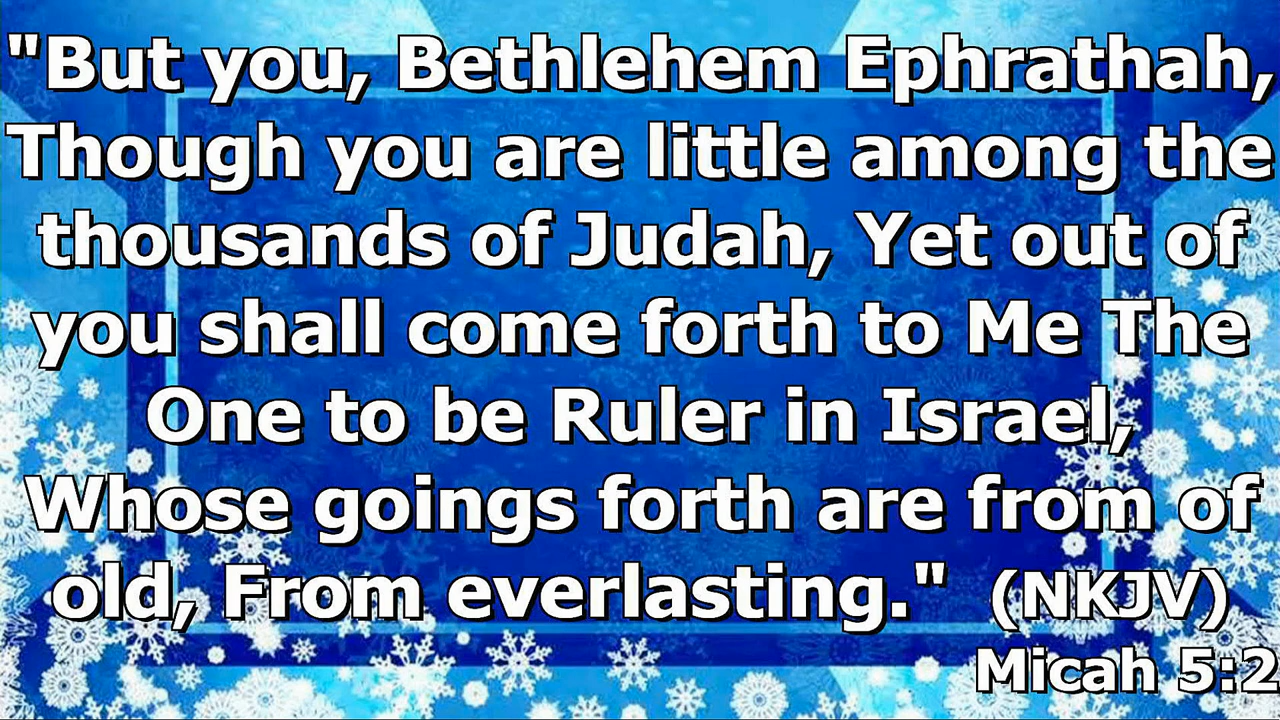 "But you, Bethlehem Ephrathah,
Though you are little among the
thousands of Judah, Yet out of
you shall come forth to Me The
One to be Ruler in Israel,
Whose goings forth are from of
old, From everlasting." (NKJV)
Micah 5:2